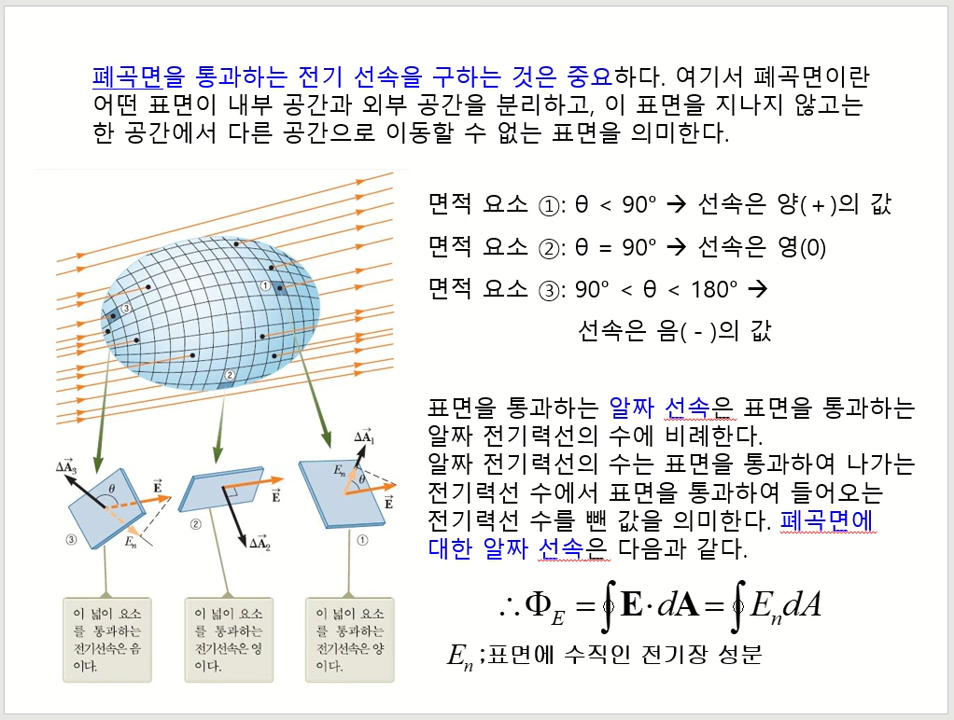 폐곡면을 통과하는 전기 선속을 구하는 것은 중요하다. 여기서 폐곡면이란
어떤 표면이 내부 공간과 외부 공간을 분리하고, 이 표면을 지나지 않고는
한 공간에서 다른 공간으로 이동할 수 없는 표면을 의미한다.
면적 요소 ①: θ < 90° → 선속은 양(+)의 값
면적 요소 ②: θ = 90° → 선속은 영(0)
면적 요소 ③: 90° < θ < 180° →
선속은 음(-)의 값
①
③
②
표면을 통과하는 알짜 선속은 표면을 통과하는
알짜 전기력선의 수에 비례한다.
알짜 전기력선의 수는 표면을 통과하여 나가는
전기력선 수에서 표면을 통과하여 들어오는
전기력선 수를 뺀 값을 의미한다. 폐곡면에
대한 알짜 선속은 다음과 같다.
ΔA⃗₃
θ
E⃗
Eₙ
③
E⃗
②
ΔA⃗₂
ΔA⃗₁
Eₙ
θ
E⃗
①
이 넓이 요소
를 통과하는
전기선속은 음
이다.
이 넓이 요소
를 통과하는
전기선속은 영
이다.
이 넓이 요소
를 통과하는
전기선속은 양
이다.
∴Φ_E = ∮E·dA = ∮EₙdA
Eₙ ;표면에 수직인 전기장 성분